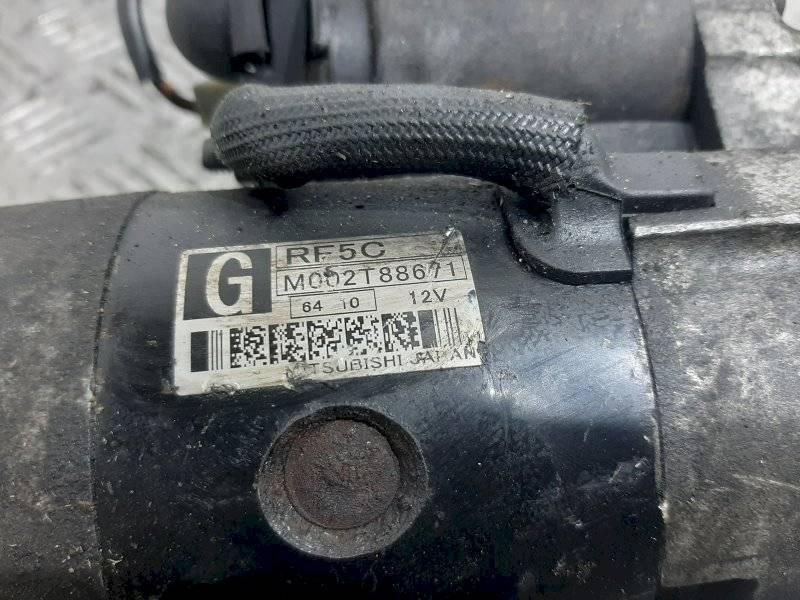 G
RF5C
M002T88671
64 10
12V
MITSUBISHI JAPAN